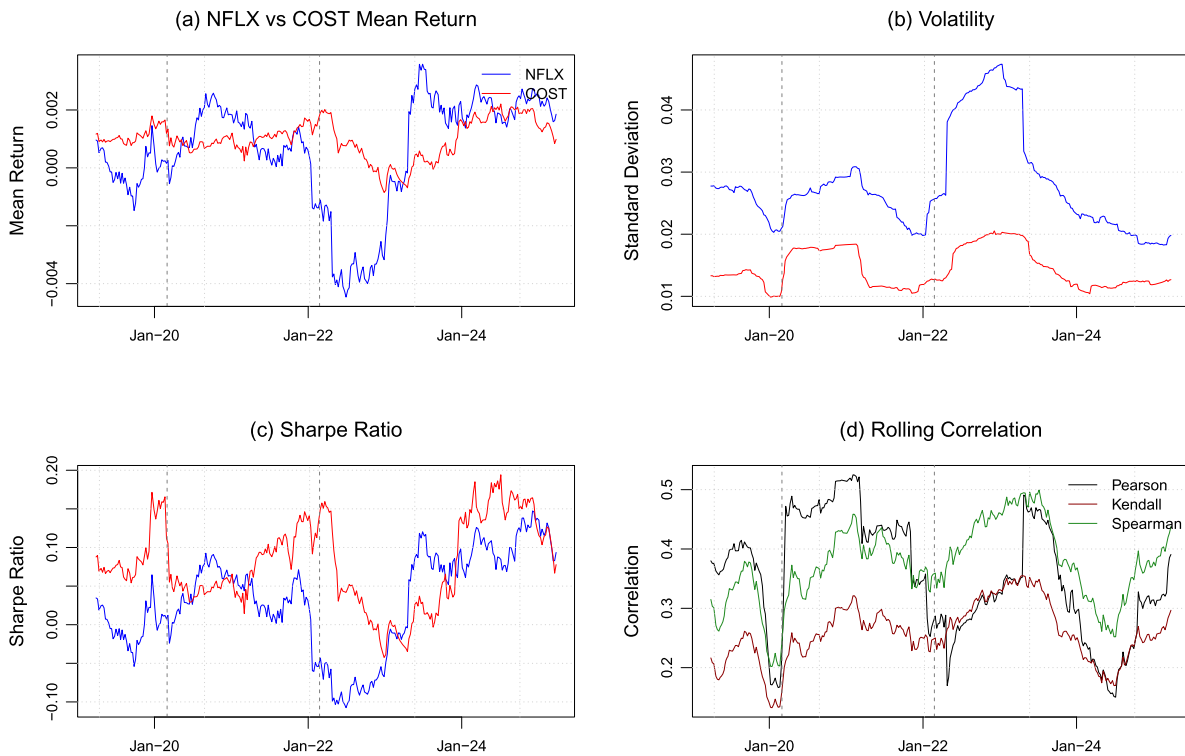 (a) NFLX vs COST Mean Return
Mean Return
0.002
0.000
−0.004
NFLX
COST
Jan−20
Jan−22
Jan−24
(b) Volatility
Standard Deviation
0.04
0.03
0.02
0.01
Jan−20
Jan−22
Jan−24
(c) Sharpe Ratio
Sharpe Ratio
0.20
0.10
0.00
−0.10
Jan−20
Jan−22
Jan−24
(d) Rolling Correlation
Correlation
0.5
0.4
0.3
0.2
Pearson
Kendall
Spearman
Jan−20
Jan−22
Jan−24